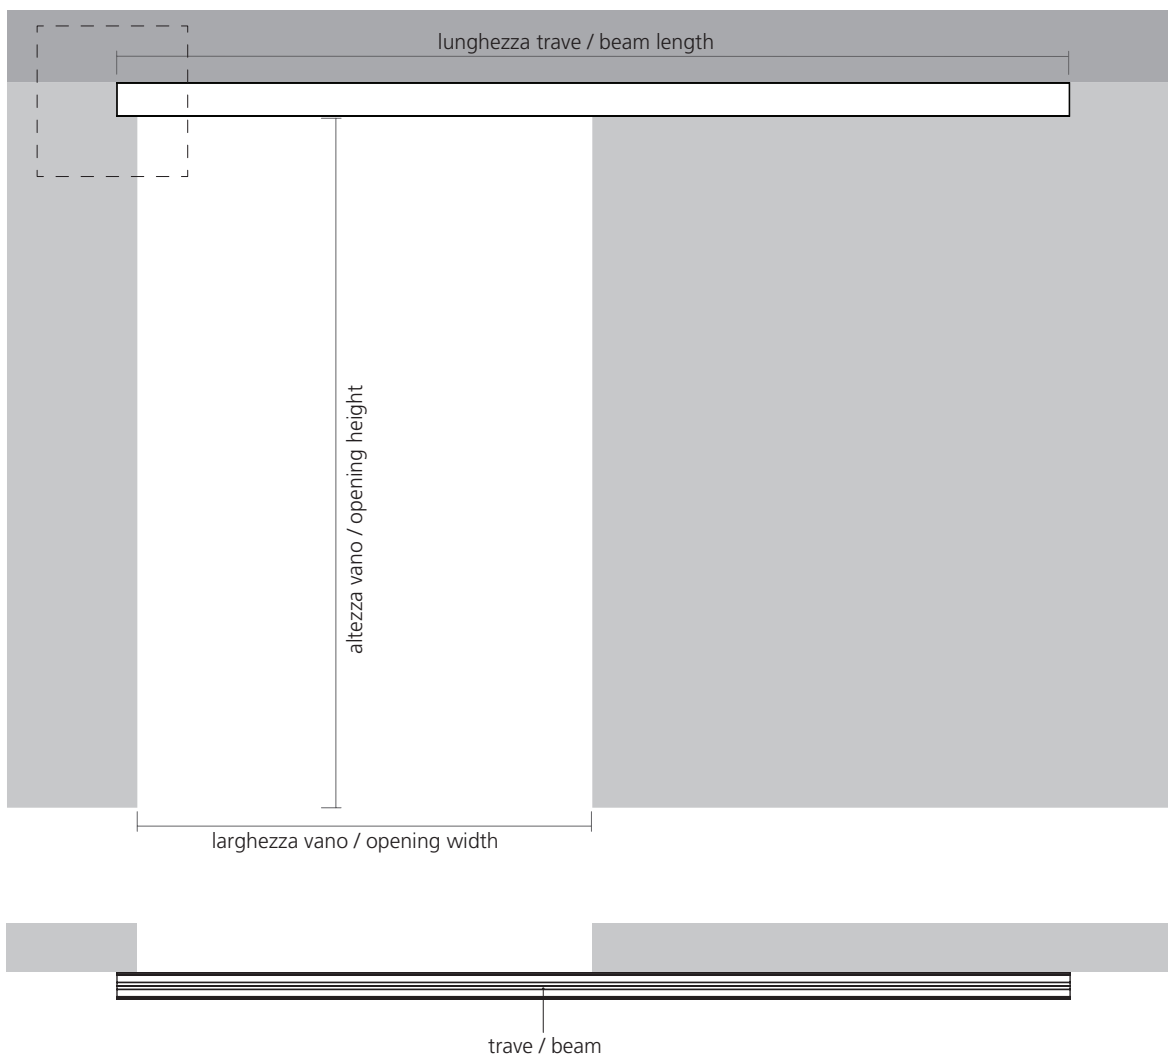 lunghezza trave / beam length
altezza vano / opening height
larghezza vano / opening width
trave / beam